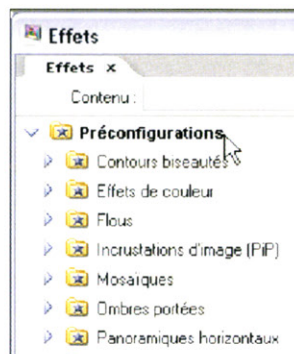 Effets
Effets x
Contenu :
Préconfigurations
Contours biseautés
Effets de couleur
Flous
Incrustations d'image (PiP)
Mosaïques
Ombres portées
Panoramiques horizontaux